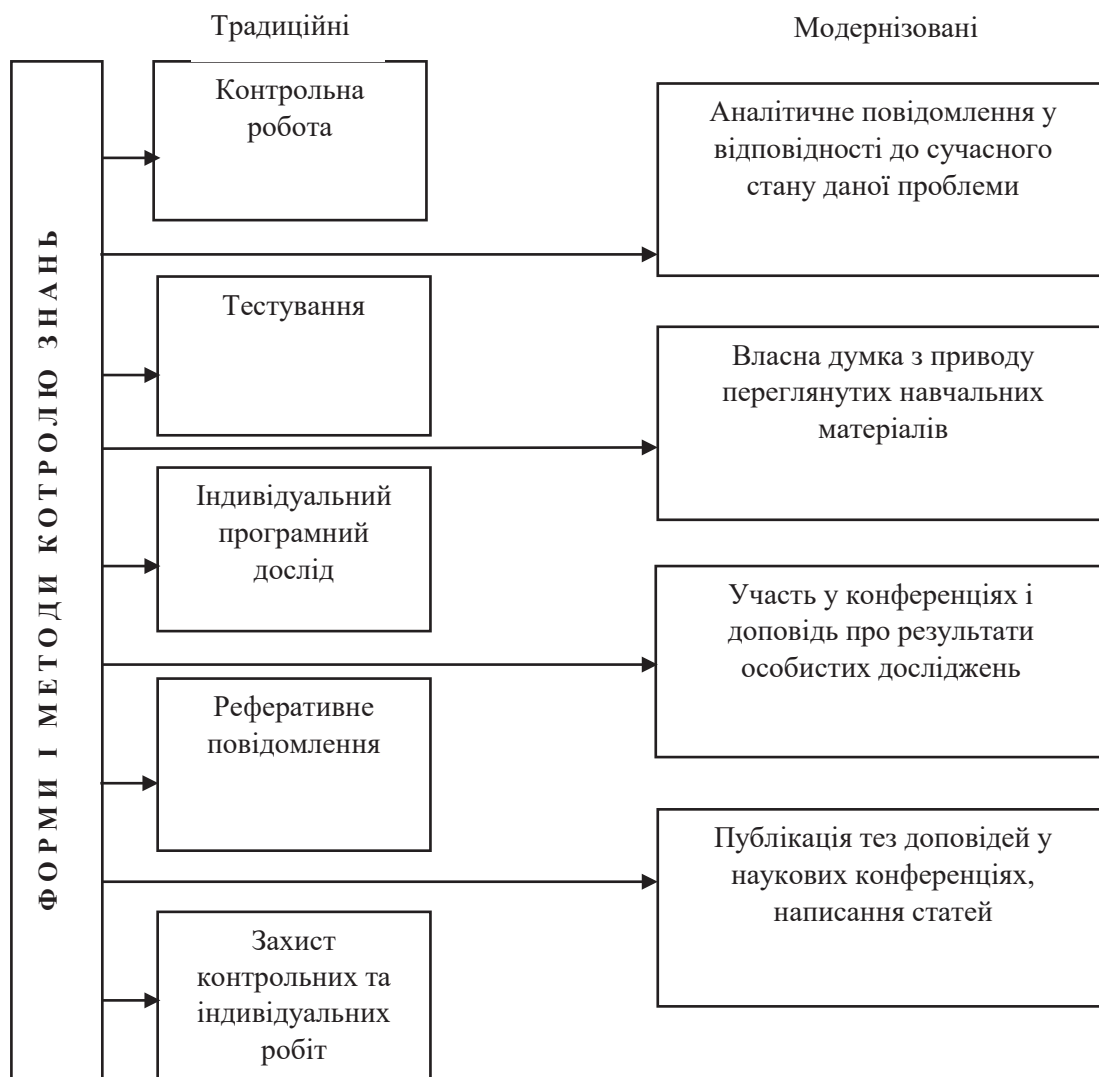 Традиційні
Модернізовані
ФОРМИ І МЕТОДИ КОТРОЛЮ ЗНАНЬ
Контрольна
робота
Аналітичне повідомлення у
відповідності до сучасного
стану даної проблеми
Тестування
Власна думка з приводу
переглянутих навчальних
матеріалів
Індивідуальний
програмний
дослід
Участь у конференціях і
доповідь про результати
особистих досліджень
Реферативне
повідомлення
Публікація тез доповідей у
наукових конференціях,
написання статей
Захист
контрольних та
індивідуальних
робіт